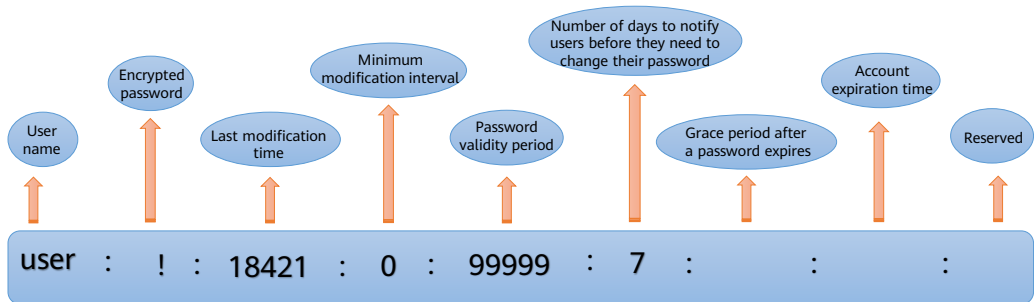 Number of days to notify
users before they need to
change their password
Minimum
modification interval
Encrypted
password
Account
expiration time
User
name
Last modification
time
Password
validity period
Grace period after
a password expires
Reserved
user : ! : 18421 : 0 : 99999 : 7 : : :